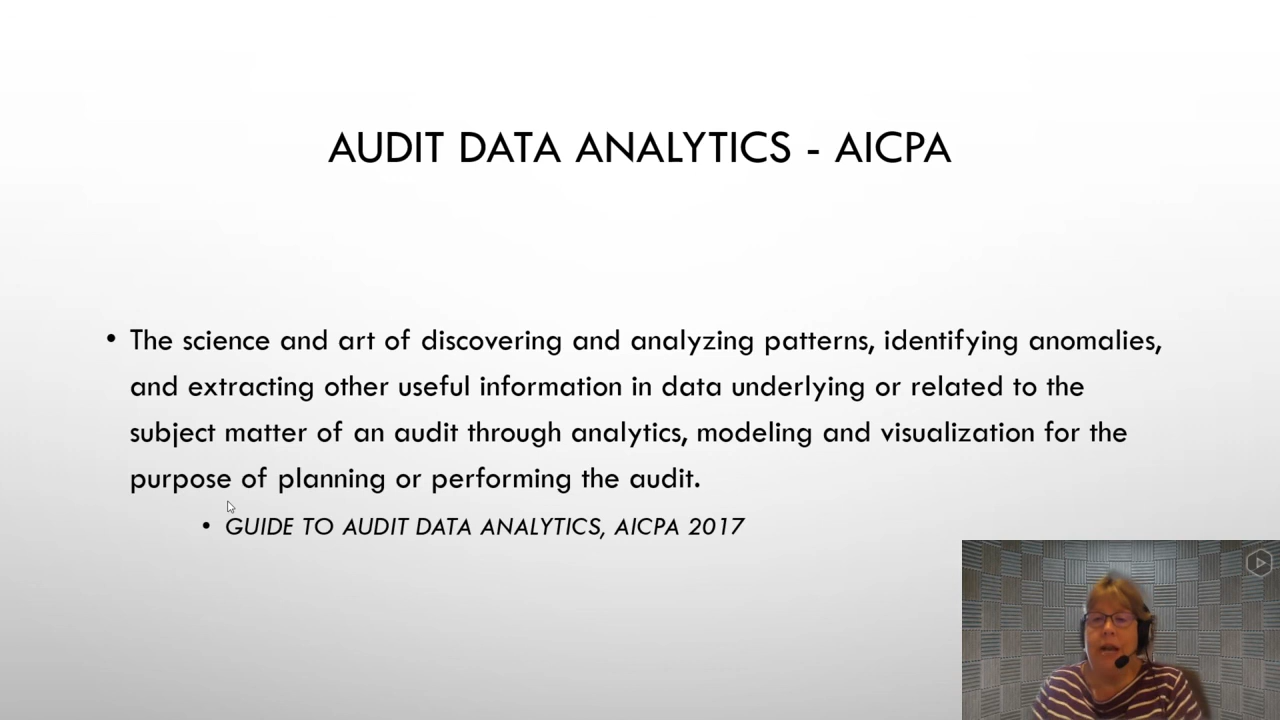 AUDIT DATA ANALYTICS - AICPA
• The science and art of discovering and analyzing patterns, identifying anomalies,
and extracting other useful information in data underlying or related to the
subject matter of an audit through analytics, modeling and visualization for the
purpose of planning or performing the audit.
• GUIDE TO AUDIT DATA ANALYTICS, AICPA 2017